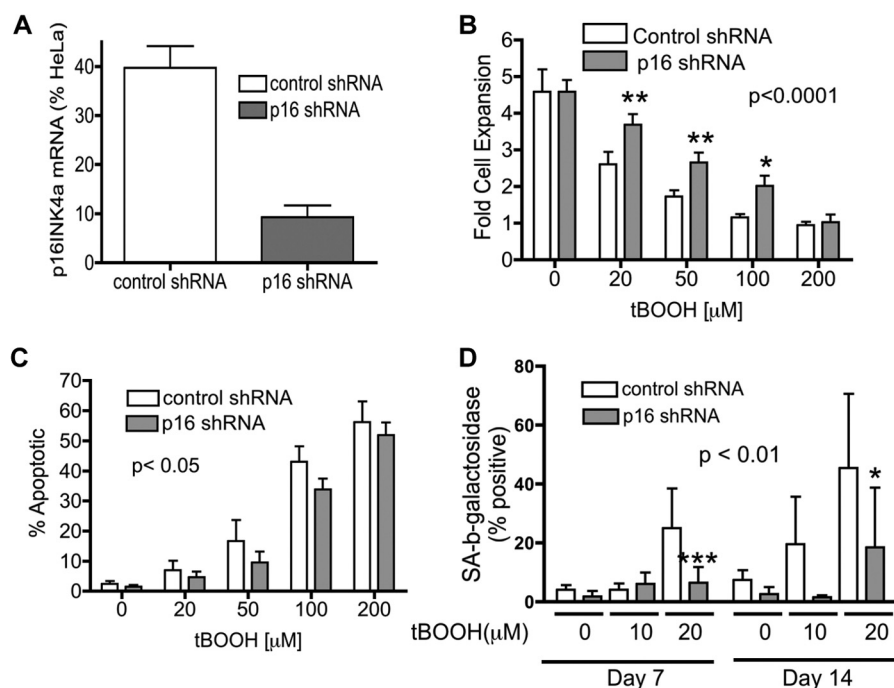 A
p16INK4a mRNA (% HeLa)
40
30
20
10
0
control shRNA
p16 shRNA
control shRNA
p16 shRNA
B
Control shRNA
p16 shRNA
p<0.0001
Fold Cell Expansion
6
5
4
3
2
1
0
**
**
*
0 20 50 100 200
tBOOH [μM]
C
control shRNA
p16 shRNA
p< 0.05
% Apoptotic
70
60
50
40
30
20
10
0
0 20 50 100 200
tBOOH [μM]
D
control shRNA
p16 shRNA
p < 0.01
SA-b-galactosidase
(% positive)
80
60
40
20
0
***
*
tBOOH(μM) 0 10 20 0 10 20
Day 7 Day 14